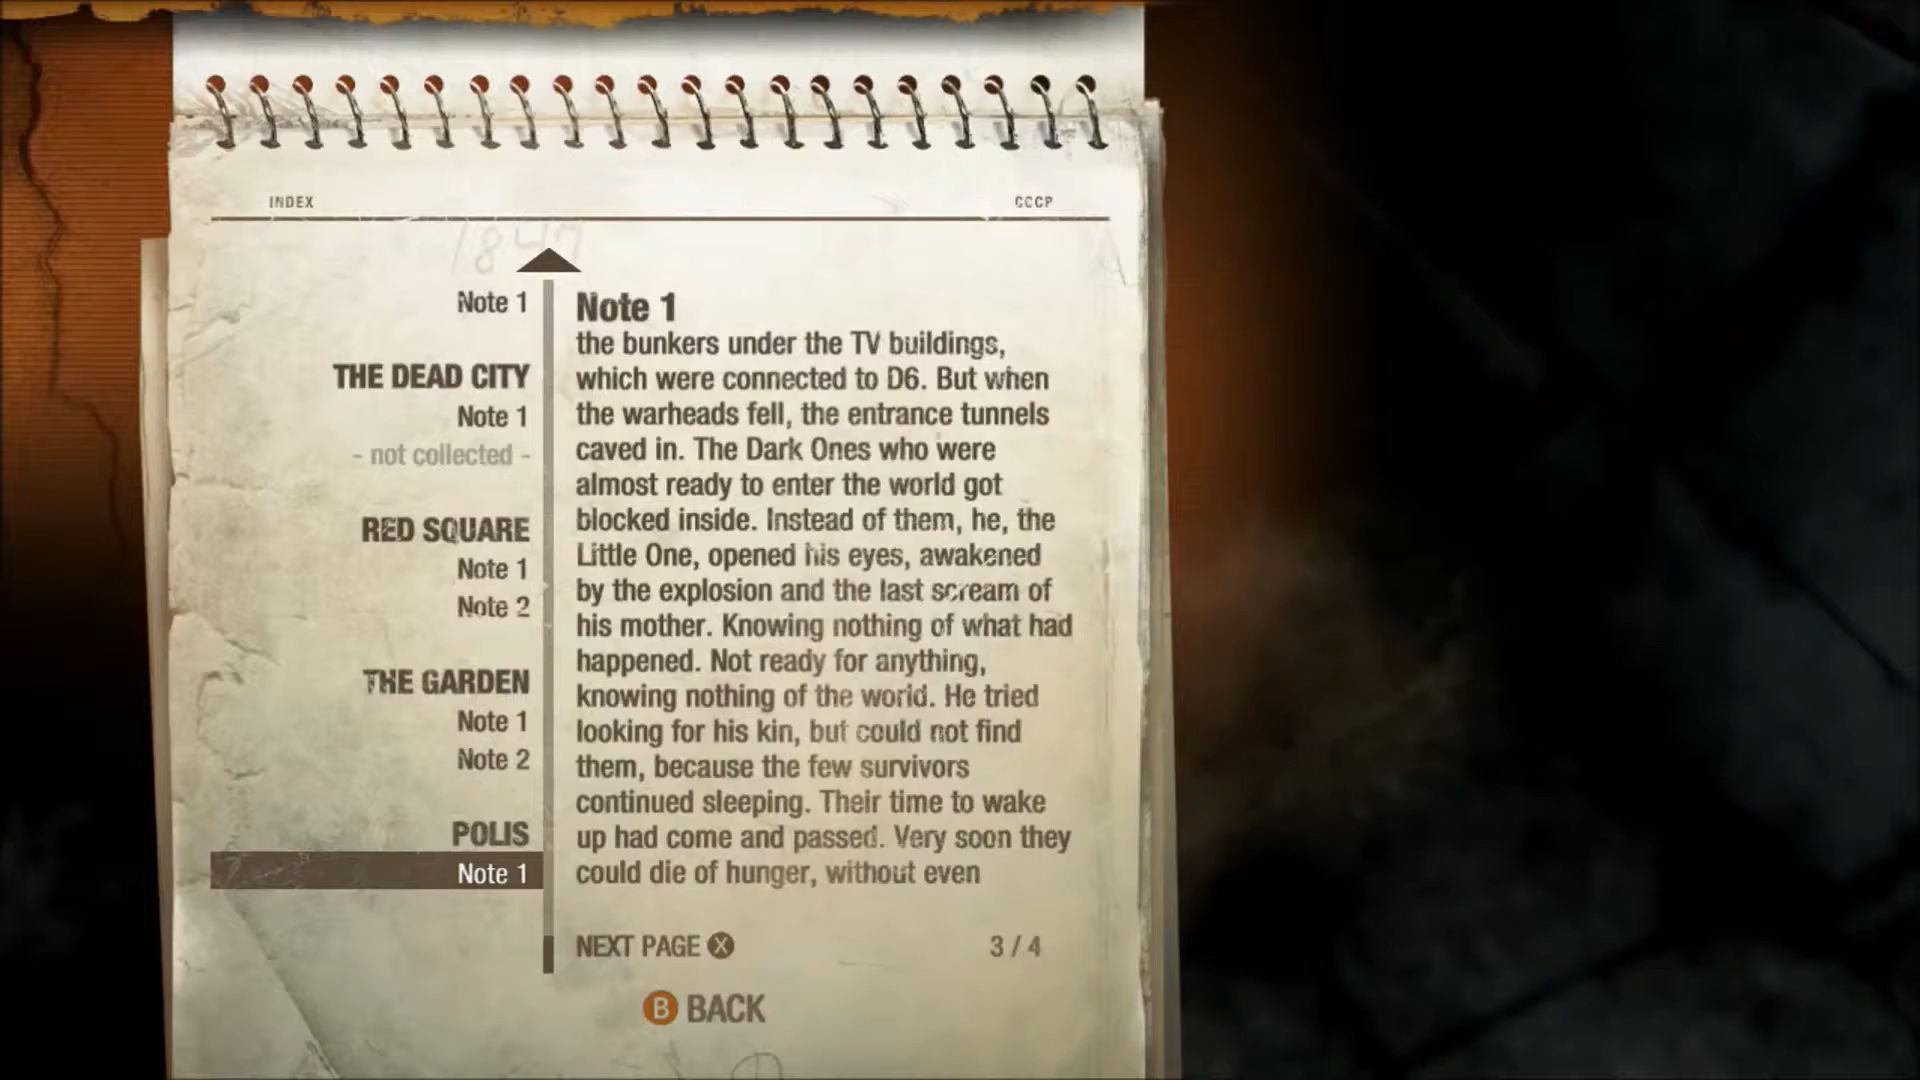 INDEX
CCCP
1847
Note 1
THE DEAD CITY
Note 1
- not collected -
RED SQUARE
Note 1
Note 2
THE GARDEN
Note 1
Note 2
POLIS
Note 1
Note 1
the bunkers under the TV buildings,
which were connected to D6. But when
the warheads fell, the entrance tunnels
caved in. The Dark Ones who were
almost ready to enter the world got
blocked inside. Instead of them, he, the
Little One, opened his eyes, awakened
by the explosion and the last scream of
his mother. Knowing nothing of what had
happened. Not ready for anything,
knowing nothing of the world. He tried
looking for his kin, but could not find
them, because the few survivors
continued sleeping. Their time to wake
up had come and passed. Very soon they
could die of hunger, without even
NEXT PAGE X
3 / 4
B BACK